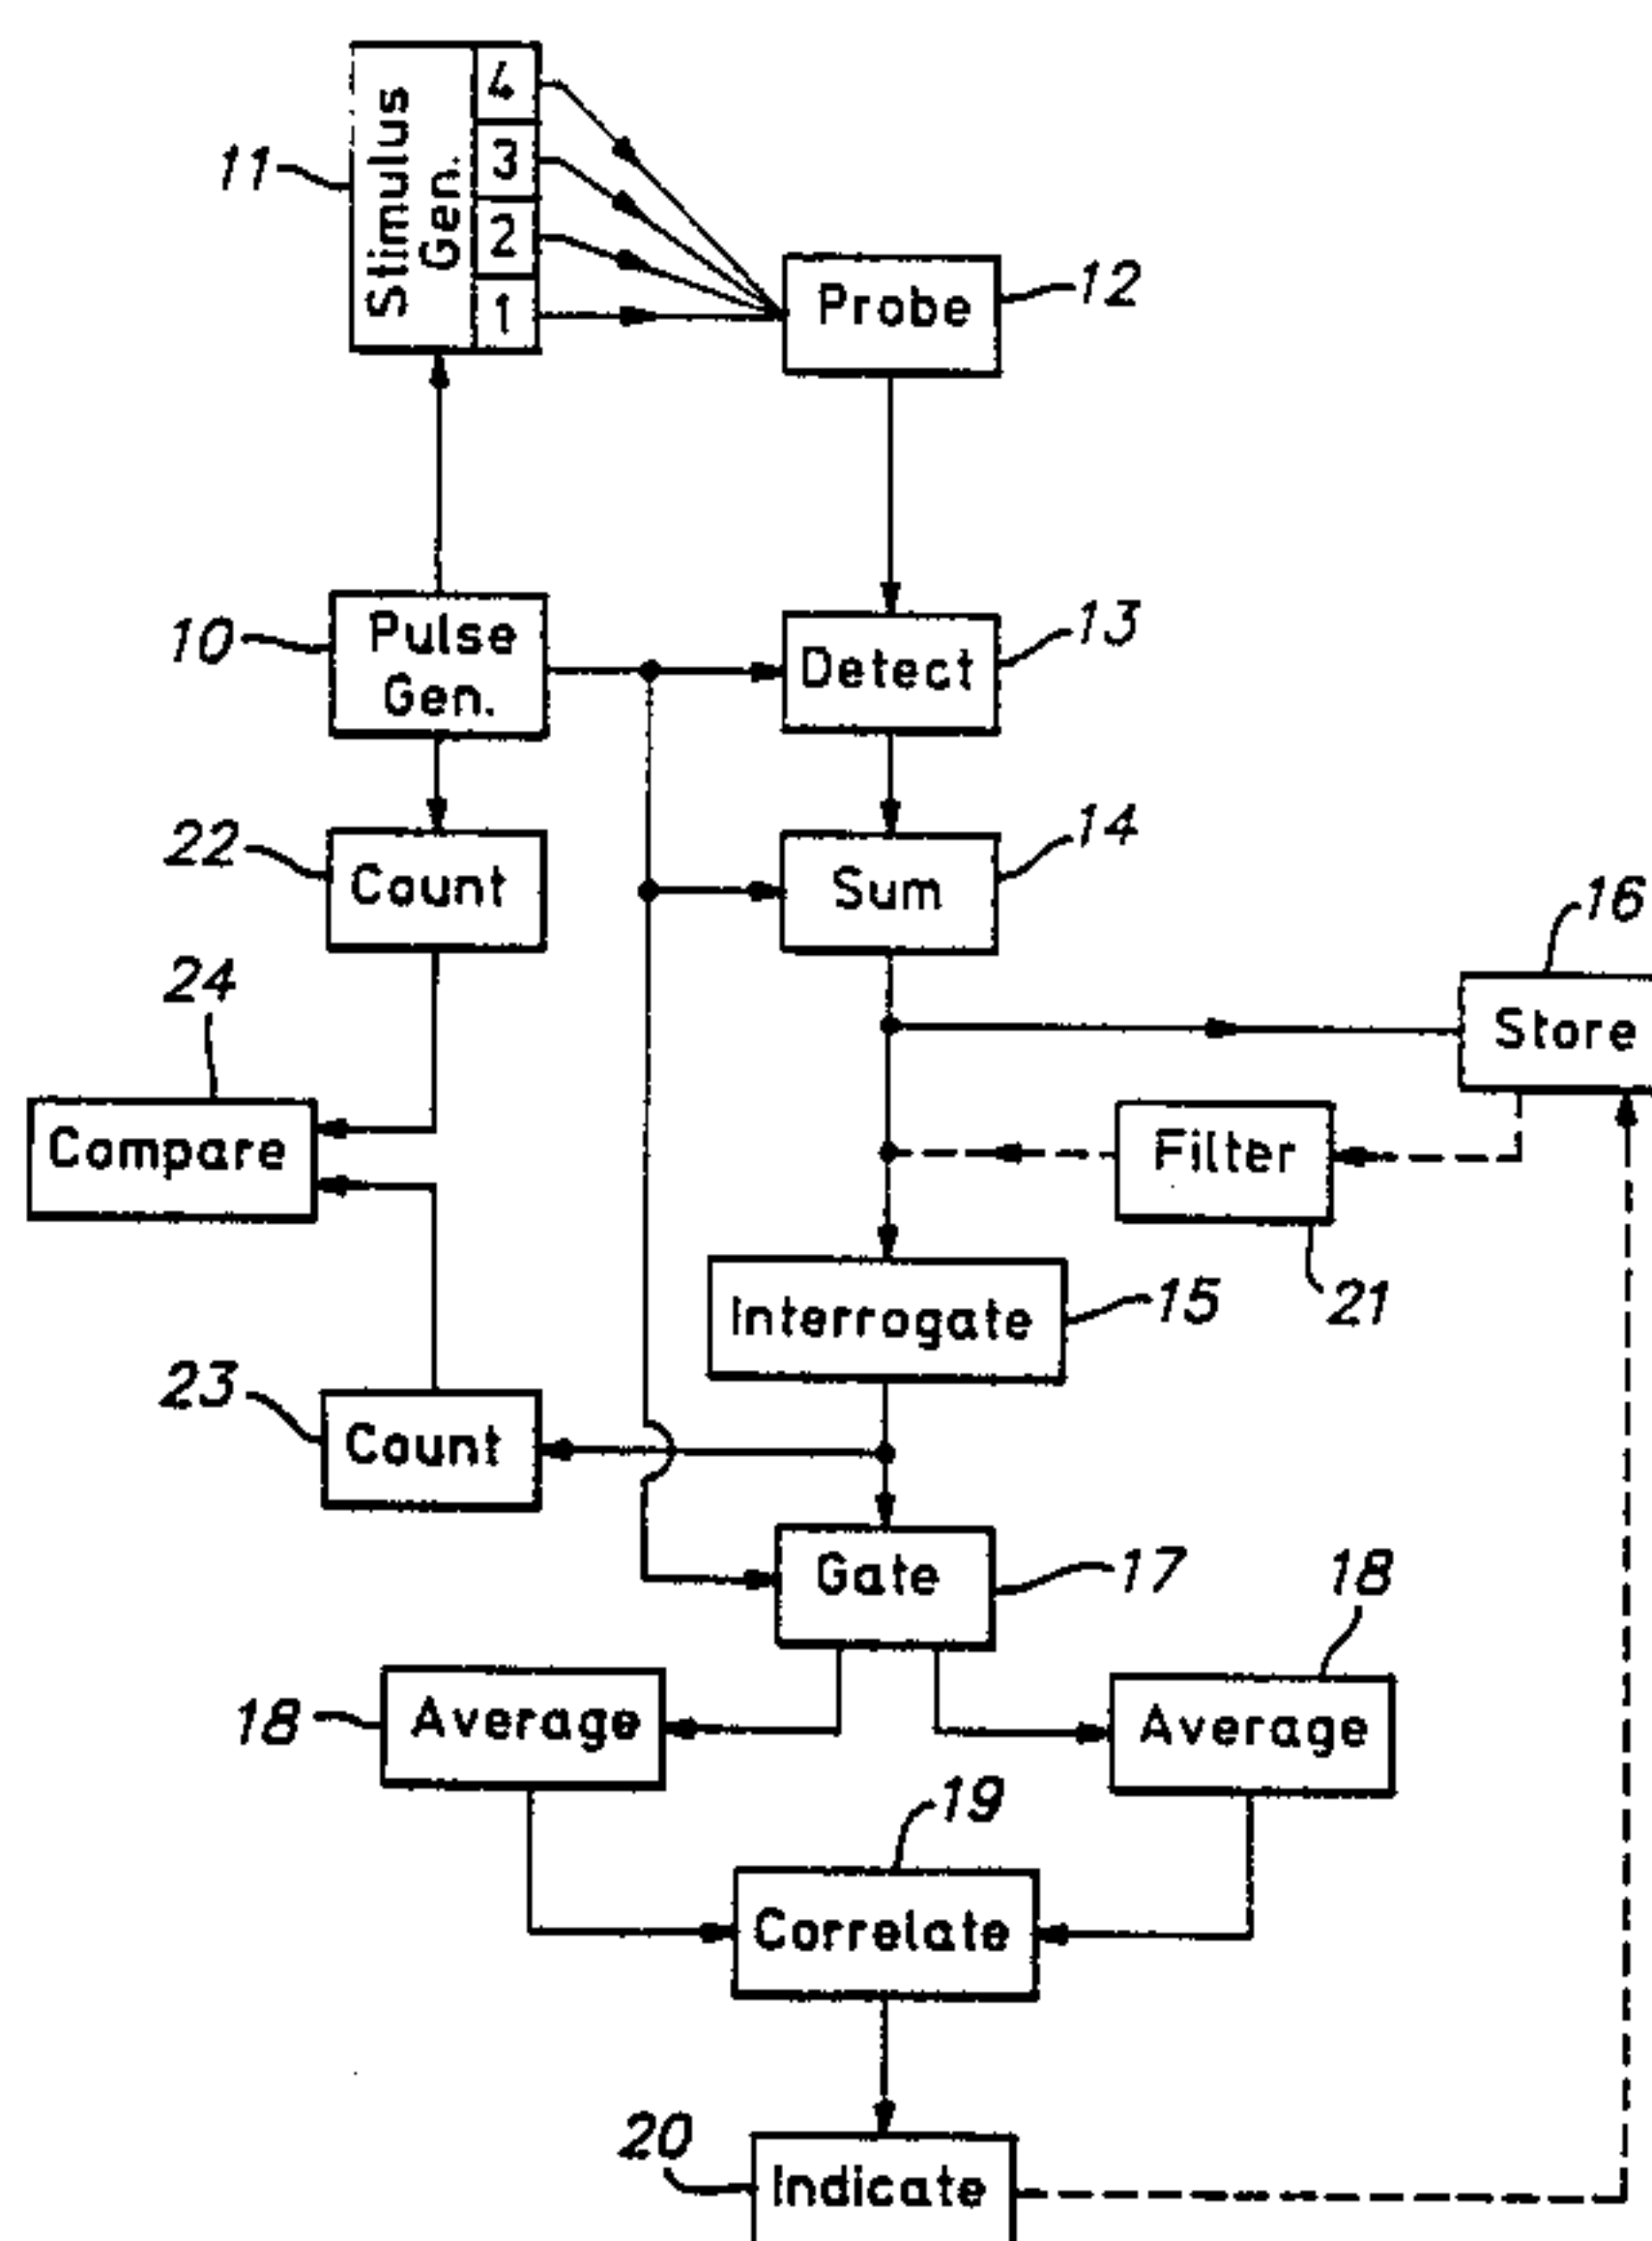 4
3
2
1
Stimulus
Gen.
11
Probe
12
10
Pulse
Gen.
Detect
13
22
Count
Sum
14
16
Store
24
Compare
Filter
21
Interrogate
15
23
Count
Gate
17
18
Average
18
Average
19
Correlate
20
Indicate